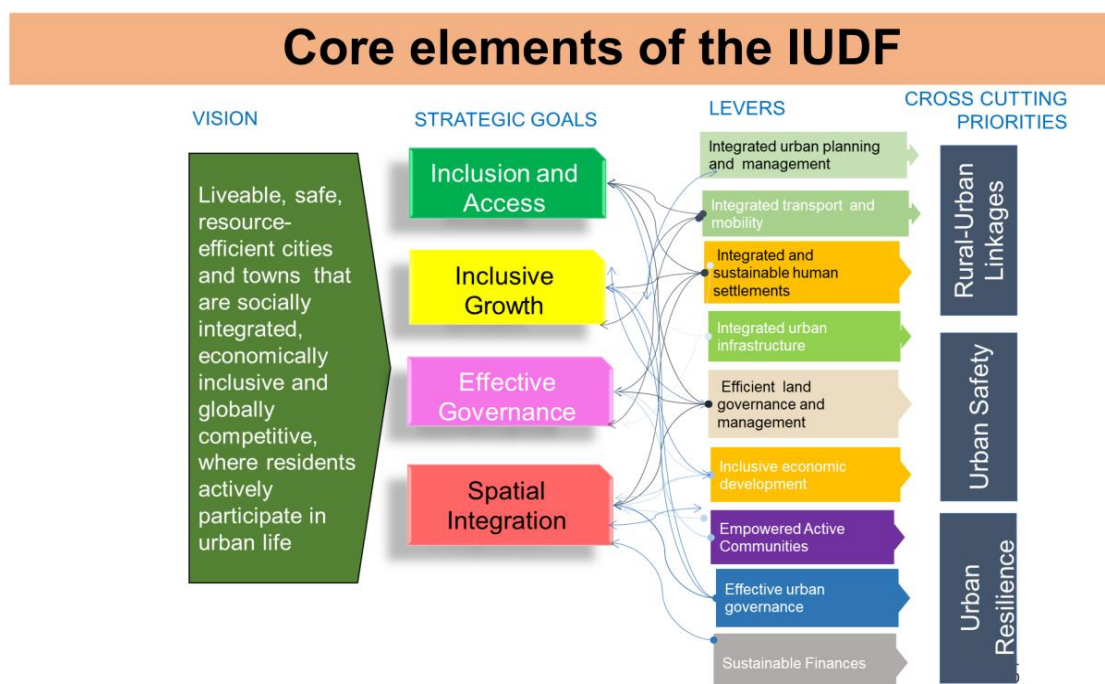 Core elements of the IUDF
VISION
Liveable, safe,
resource-
efficient cities
and towns that
are socially
integrated,
economically
inclusive and
globally
competitive,
where residents
actively
participate in
urban life
STRATEGIC GOALS
Inclusion and
Access
Inclusive
Growth
Effective
Governance
Spatial
Integration
LEVERS
Integrated urban planning
and management
Integrated transport and
mobility
Integrated and
sustainable human
settlements
Integrated urban
infrastructure
Efficient land
governance and
management
Inclusive economic
development
Empowered Active
Communities
Effective urban
governance
Sustainable Finances
CROSS CUTTING
PRIORITIES
Rural-Urban
Linkages
Urban Safety
Urban
Resilience